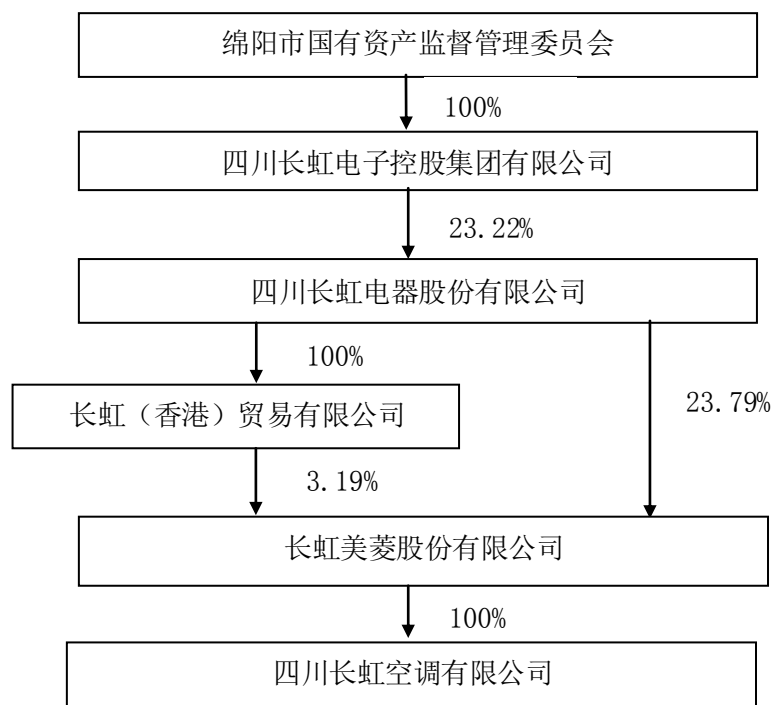 绵阳市国有资产监督管理委员会
100%
四川长虹电子控股集团有限公司
23.22%
四川长虹电器股份有限公司
100%
长虹（香港）贸易有限公司
23.79%
3.19%
长虹美菱股份有限公司
100%
四川长虹空调有限公司